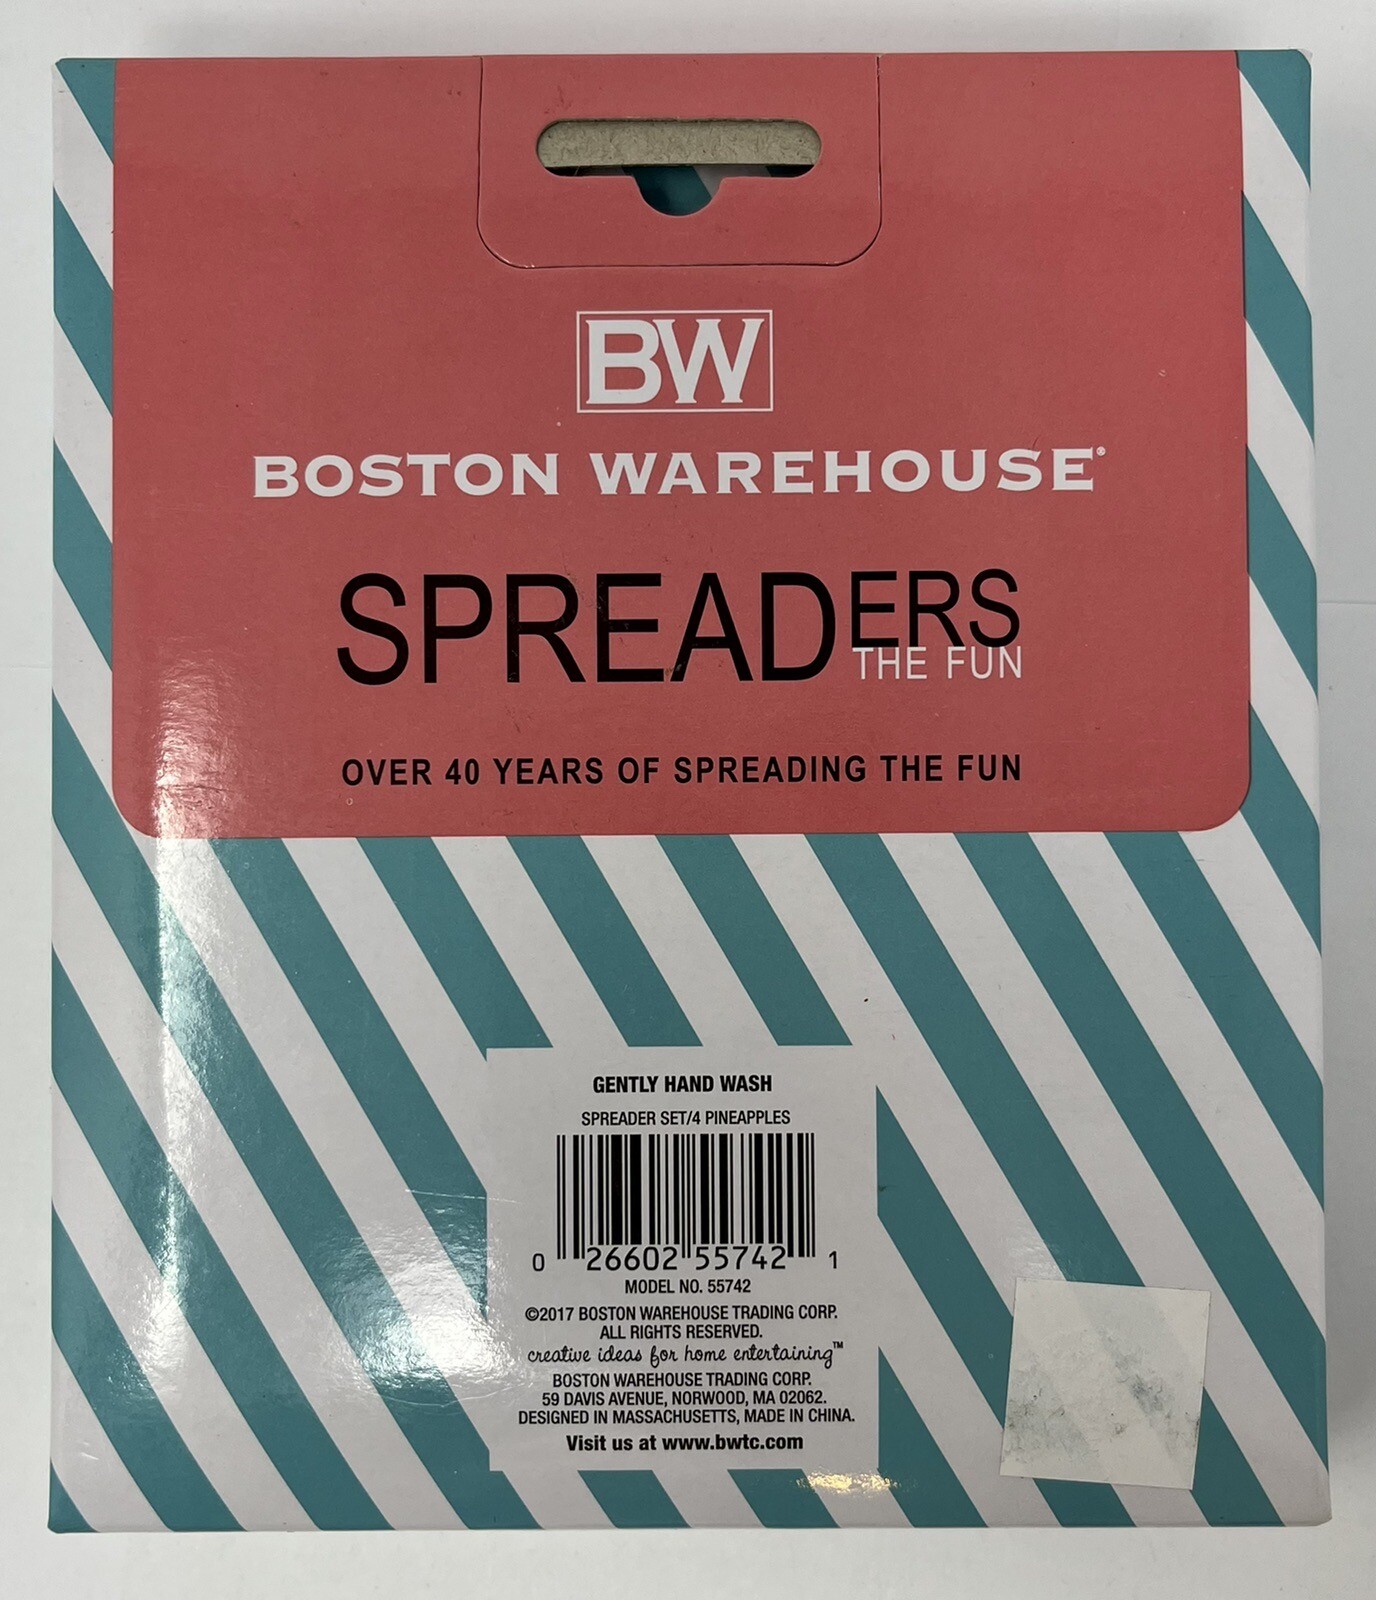 BW
BOSTON WAREHOUSE®
SPREADERS
THE FUN
OVER 40 YEARS OF SPREADING THE FUN
GENTLY HAND WASH
SPREADER SET/4 PINEAPPLES
0 26602 55742 1
MODEL NO. 55742
©2017 BOSTON WAREHOUSE TRADING CORP.
ALL RIGHTS RESERVED.
creative ideas for home entertaining™
BOSTON WAREHOUSE TRADING CORP.
59 DAVIS AVENUE, NORWOOD, MA 02062.
DESIGNED IN MASSACHUSETTS, MADE IN CHINA.
Visit us at www.bwtc.com